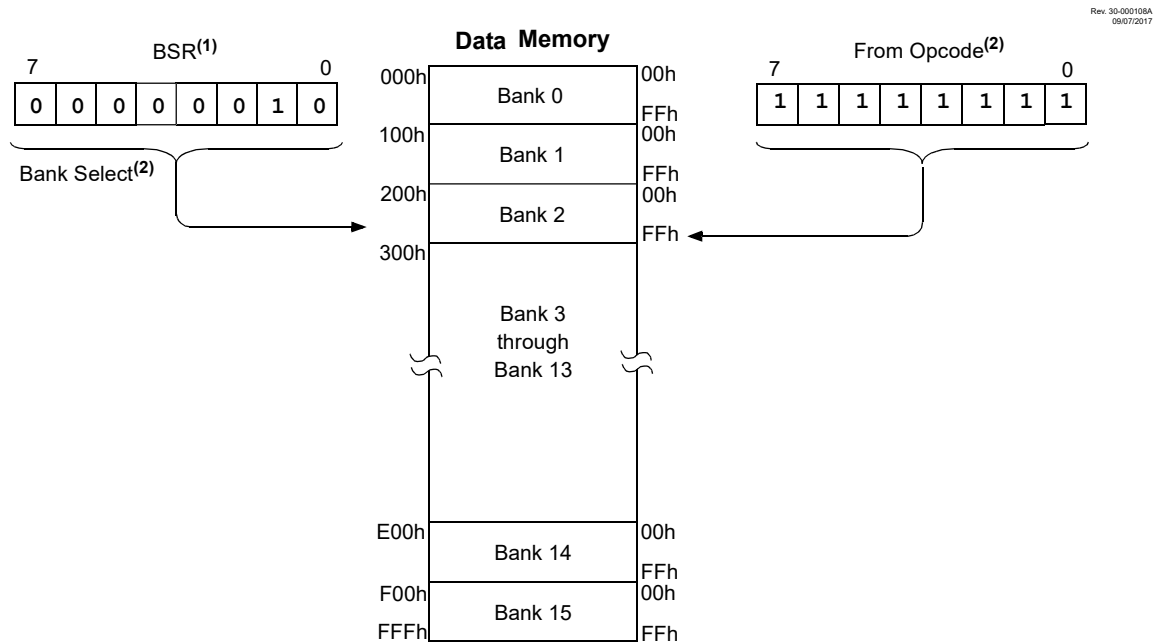 Rev. 30-000108A
09/07/2017
Data Memory
BSR(1)
7 0
0 0 0 0 0 0 1 0
Bank Select(2)
From Opcode(2)
7 0
1 1 1 1 1 1 1 1
000h
Bank 0
00h
FFh
100h
Bank 1
00h
FFh
200h
Bank 2
00h
FFh
300h
Bank 3
through
Bank 13
E00h
Bank 14
00h
FFh
F00h
Bank 15
00h
FFFh
FFh